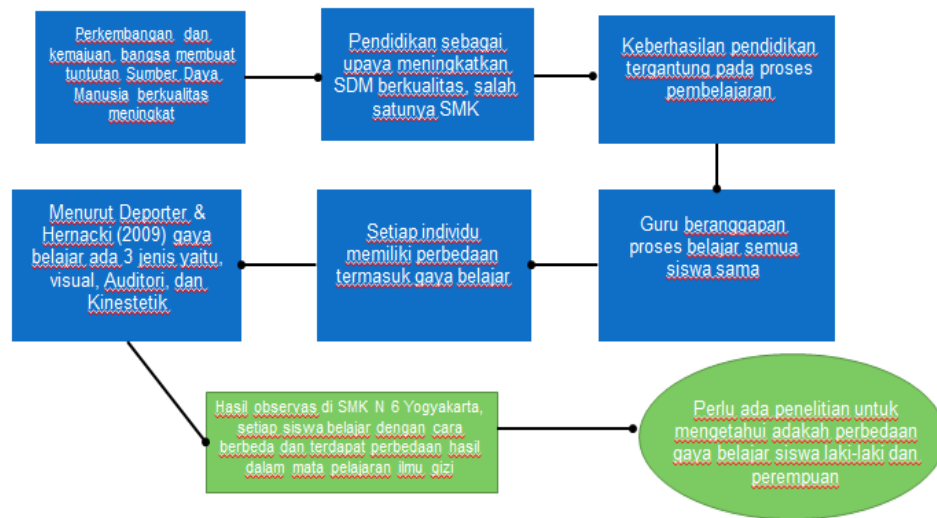 Perkembangan dan
kemajuan bangsa membuat
tuntutan Sumber Daya
Manusia berkualitas
meningkat
Pendidikan sebagai
upaya meningkatkan
SDM berkualitas, salah
satunya SMK
Keberhasilan pendidikan
tergantung pada proses
pembelajaran
Guru beranggapan
proses belajar semua
siswa sama
Setiap individu
memiliki perbedaan
termasuk gaya belajar
Menurut Deporter &
Hernacki (2009) gaya
belajar ada 3 jenis yaitu,
visual, Auditori, dan
Kinestetik
Hasil observas di SMK N 6 Yogyakarta,
setiap siswa belajar dengan cara
berbeda dan terdapat perbedaan hasil
dalam mata pelajaran ilmu gizi
Perlu ada penelitian untuk
mengetahui adakah perbedaan
gaya belajar siswa laki-laki dan
perempuan